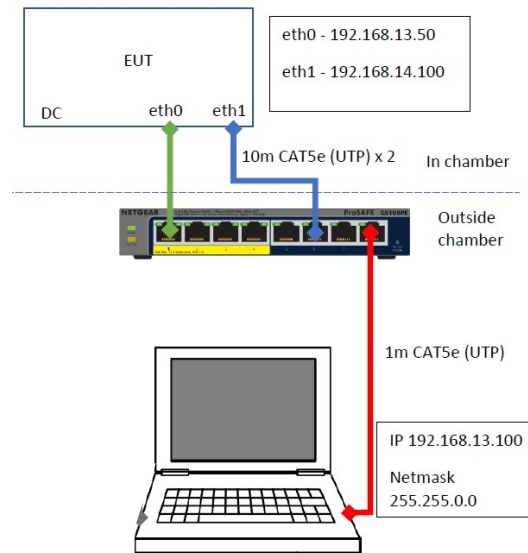 EUT
DC
eth0
eth1
eth0 - 192.168.13.50
eth1 - 192.168.14.100
10m CAT5e (UTP) x 2
In chamber
NETGEAR
ProSAFE
Outside
chamber
1m CAT5e (UTP)
IP 192.168.13.100
Netmask
255.255.0.0